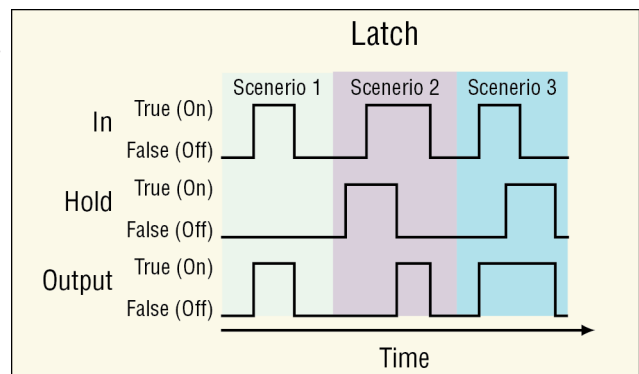 Latch
Scenerio 1 Scenerio 2 Scenerio 3
In
True (On)
False (Off)
Hold
True (On)
False (Off)
Output
True (On)
False (Off)
Time